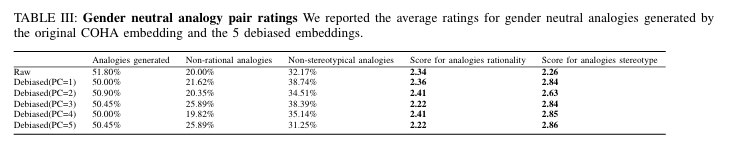 TABLE III: Gender neutral analogy pair ratings We reported the average ratings for gender neutral analogies generated by
the original COHA embedding and the 5 debiased embeddings.
Analogies generated Non-rational analogies Non-stereotypical analogies Score for analogies rationality Score for analogies stereotype
Raw 51.80% 20.00% 32.17% 2.34 2.26
Debiased(PC=1) 50.00% 21.62% 38.74% 2.36 2.84
Debiased(PC=2) 50.90% 20.35% 34.51% 2.41 2.63
Debiased(PC=3) 50.45% 25.89% 38.39% 2.22 2.84
Debiased(PC=4) 50.00% 19.82% 35.14% 2.41 2.85
Debiased(PC=5) 50.45% 25.89% 31.25% 2.22 2.86